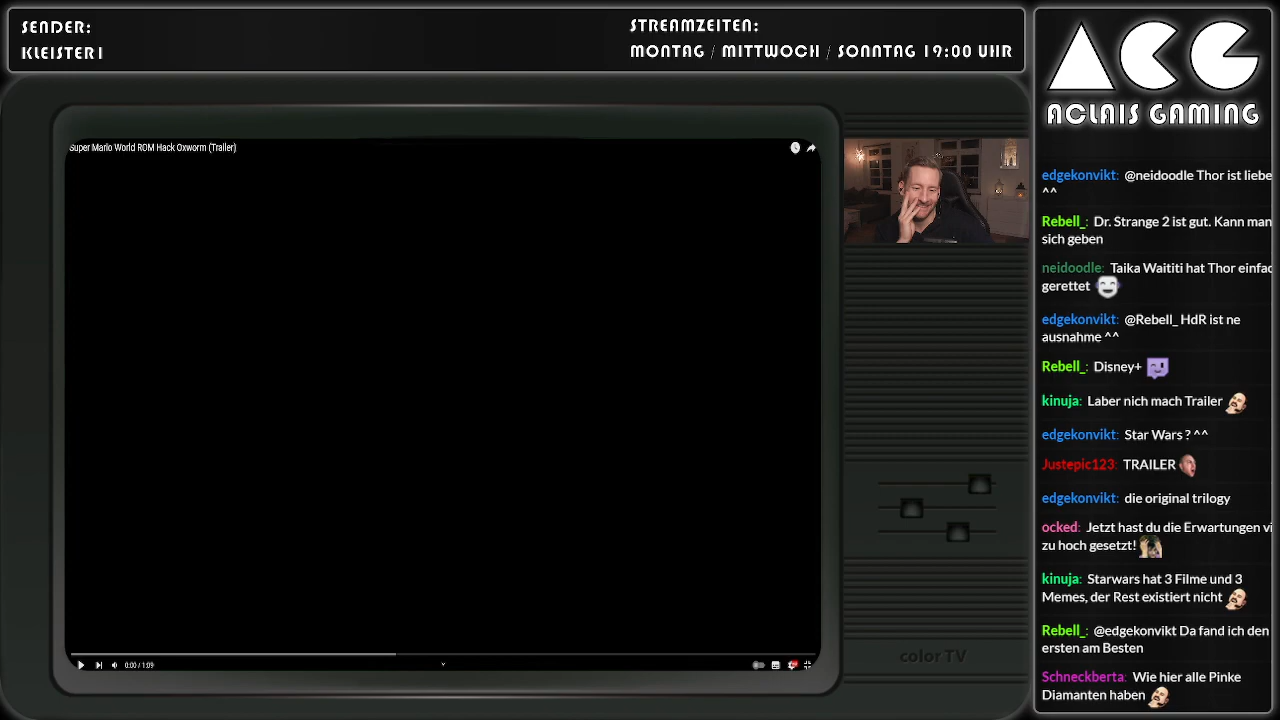 SENDER:
KLEISTER1
STREAMZEITEN:
MONTAG / MITTWOCH / SONNTAG 19:00 UHR
ACG
ACLAIS GAMING
Super Mario World ROM Hack Oxworm (Trailer)
0:00 / 1:09
color TV
edgekonvikt: @neidoodle Thor ist liebe
^^
Rebell_: Dr. Strange 2 ist gut. Kann man
sich geben
neidoodle: Taika Waititi hat Thor einfac
gerettet
edgekonvikt: @Rebell_ HdR ist ne
ausnahme ^^
Rebell_: Disney+
kinuja: Laber nich mach Trailer
edgekonvikt: Star Wars ? ^^
Justepic123: TRAILER
edgekonvikt: die original trilogy
ocked: Jetzt hast du die Erwartungen vi
zu hoch gesetzt!
kinuja: Starwars hat 3 Filme und 3
Memes, der Rest existiert nicht
Rebell_: @edgekonvikt Da fand ich den
ersten am Besten
Schneckberta: Wie hier alle Pinke
Diamanten haben